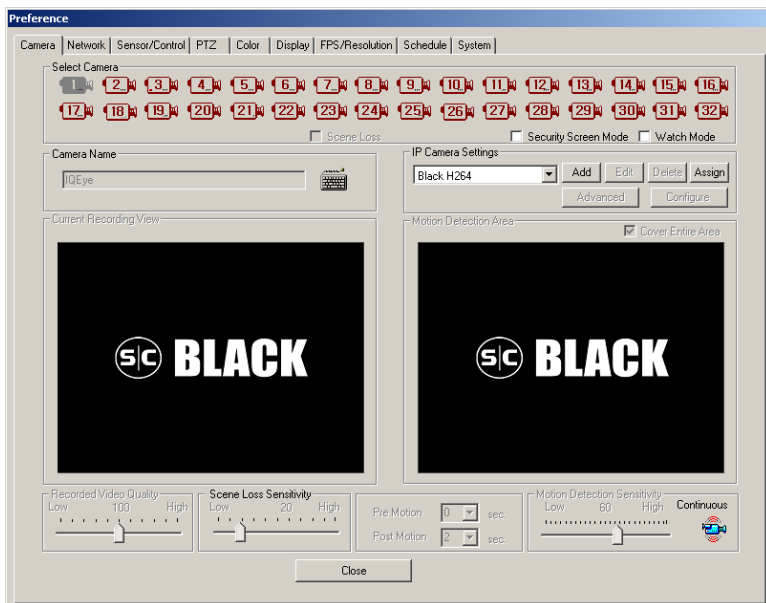 Preference
Camera Network Sensor/Control PTZ Color Display FPS/Resolution Schedule System
Select Camera
1 2 3 4 5 6 7 8 9 10 11 12 13 14 15 16
17 18 19 20 21 22 23 24 25 26 27 28 29 30 31 32
Scene Loss Security Screen Mode Watch Mode
Camera Name
IQEye
IP Camera Settings
Black H264 Add Edit Delete Assign
Advanced Configure
Current Recording View
S|C BLACK
Motion Detection Area
Cover Entire Area
S|C BLACK
Recorded Video Quality
Low 100 High
Scene Loss Sensitivity
Low 20 High
Pre Motion 0 sec.
Post Motion 2 sec.
Motion Detection Sensitivity
Low 60 High
Continuous
Close